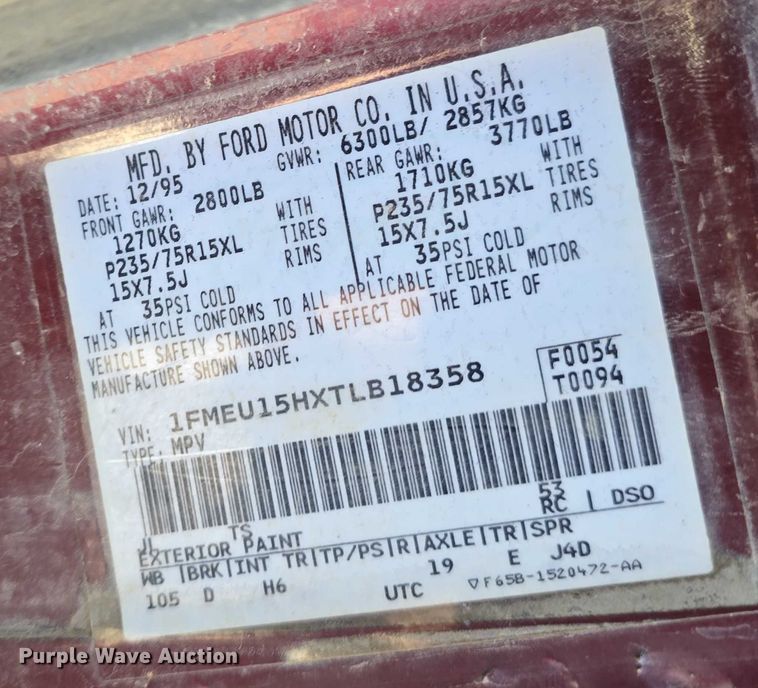 MFD. BY FORD MOTOR CO. IN U.S.A.
DATE: 12/95 GVWR: 6300LB/ 2857KG
FRONT GAWR: 2800LB REAR GAWR: 3770LB
1270KG WITH 1710KG WITH
P235/75R15XL TIRES P235/75R15XL TIRES
15X7.5J RIMS 15X7.5J RIMS
AT 35PSI COLD AT 35PSI COLD
THIS VEHICLE CONFORMS TO ALL APPLICABLE FEDERAL MOTOR
VEHICLE SAFETY STANDARDS IN EFFECT ON THE DATE OF
MANUFACTURE SHOWN ABOVE.
F0054
VIN: 1FMEU15HXTLB18358 T0094
TYPE: MPV
53
JL TS RC DSO
EXTERIOR PAINT
WB BRK INT TR TP/PS R AXLE TR SPR
105 D H6 19 E J4D
UTC ▽F65B-1520472-AA
Purple Wave Auction